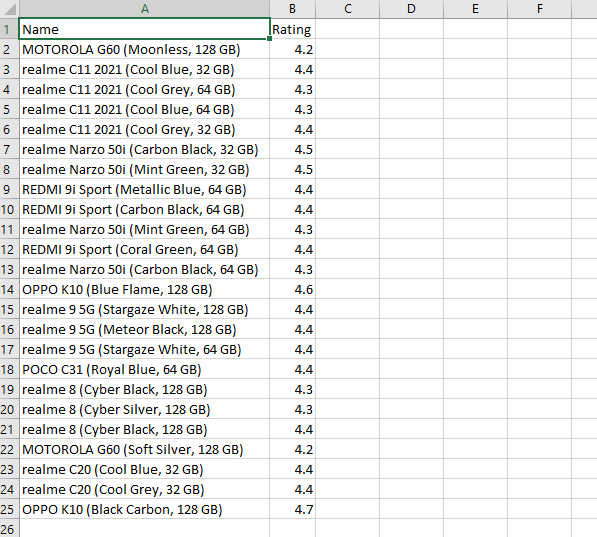 A B C D E F
1 Name Rating
2 MOTOROLA G60 (Moonless, 128 GB) 4.2
3 realme C11 2021 (Cool Blue, 32 GB) 4.4
4 realme C11 2021 (Cool Grey, 64 GB) 4.3
5 realme C11 2021 (Cool Blue, 64 GB) 4.3
6 realme C11 2021 (Cool Grey, 32 GB) 4.4
7 realme Narzo 50i (Carbon Black, 32 GB) 4.5
8 realme Narzo 50i (Mint Green, 32 GB) 4.5
9 REDMI 9i Sport (Metallic Blue, 64 GB) 4.4
10 REDMI 9i Sport (Carbon Black, 64 GB) 4.4
11 realme Narzo 50i (Mint Green, 64 GB) 4.3
12 REDMI 9i Sport (Coral Green, 64 GB) 4.4
13 realme Narzo 50i (Carbon Black, 64 GB) 4.3
14 OPPO K10 (Blue Flame, 128 GB) 4.6
15 realme 9 5G (Stargaze White, 128 GB) 4.4
16 realme 9 5G (Meteor Black, 128 GB) 4.4
17 realme 9 5G (Stargaze White, 64 GB) 4.4
18 POCO C31 (Royal Blue, 64 GB) 4.4
19 realme 8 (Cyber Black, 128 GB) 4.3
20 realme 8 (Cyber Silver, 128 GB) 4.3
21 realme 8 (Cyber Black, 128 GB) 4.4
22 MOTOROLA G60 (Soft Silver, 128 GB) 4.2
23 realme C20 (Cool Blue, 32 GB) 4.4
24 realme C20 (Cool Grey, 32 GB) 4.4
25 OPPO K10 (Black Carbon, 128 GB) 4.7
26